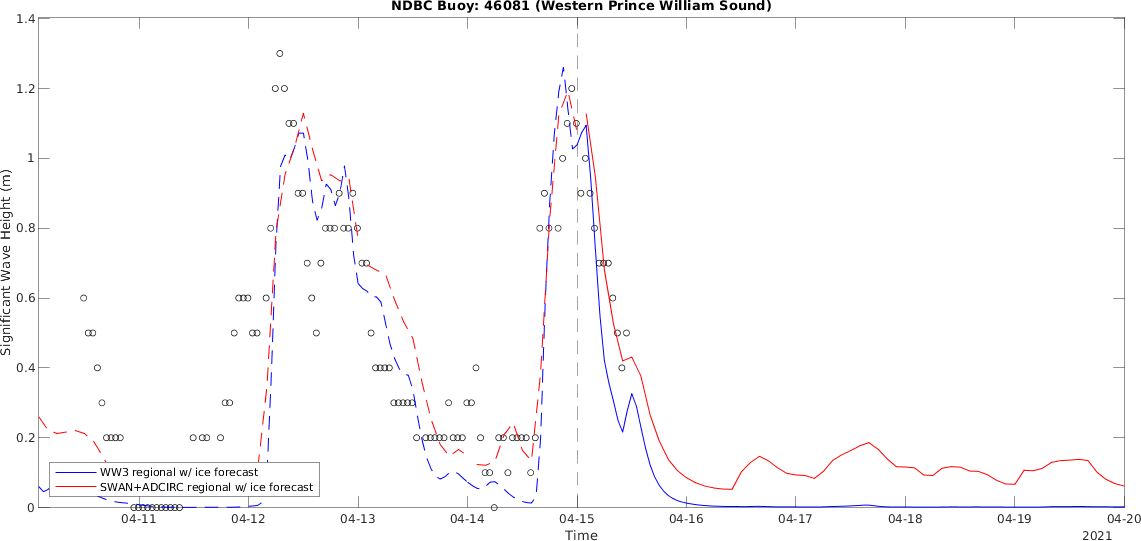 NDBC Buoy: 46081 (Western Prince William Sound)
1.4
1.2
1
0.8
0.6
0.4
0.2
0
Significant Wave Height (m)
WW3 regional w/ ice forecast
SWAN+ADCIRC regional w/ ice forecast
04-11 04-12 04-13 04-14 04-15 04-16 04-17 04-18 04-19 04-20
Time
2021